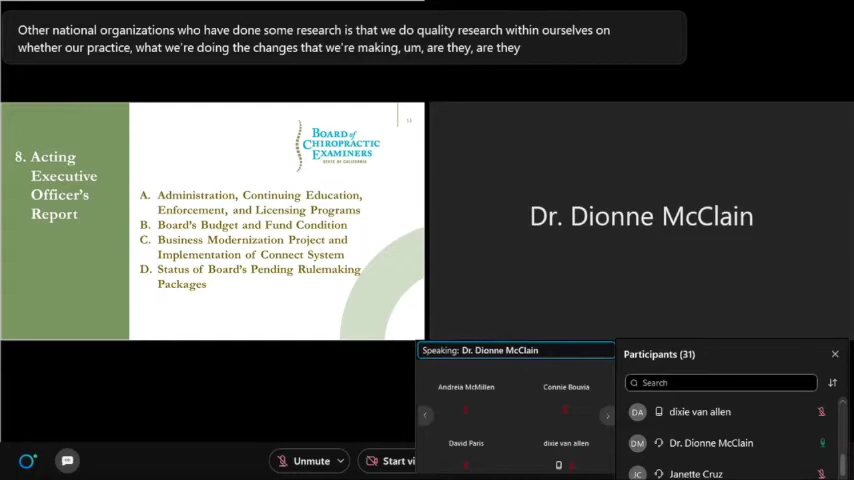 Other national organizations who have done some research is that we do quality research within ourselves on
whether our practice, what we're doing the changes that we're making, um, are they, are they
13
BOARD of
CHIROPRACTIC
EXAMINERS
STATE OF CALIFORNIA
8. Acting
Executive
Officer's
Report
A. Administration, Continuing Education,
Enforcement, and Licensing Programs
B. Board's Budget and Fund Condition
C. Business Modernization Project and
Implementation of Connect System
D. Status of Board's Pending Rulemaking
Packages
Dr. Dionne McClain
Speaking: Dr. Dionne McClain
Andreia McMillen
Connie Bouvia
David Paris
dixie van allen
Participants (31)
Search
DA dixie van allen
DM Dr. Dionne McClain
JC Janette Cruz
Unmute
Start vi